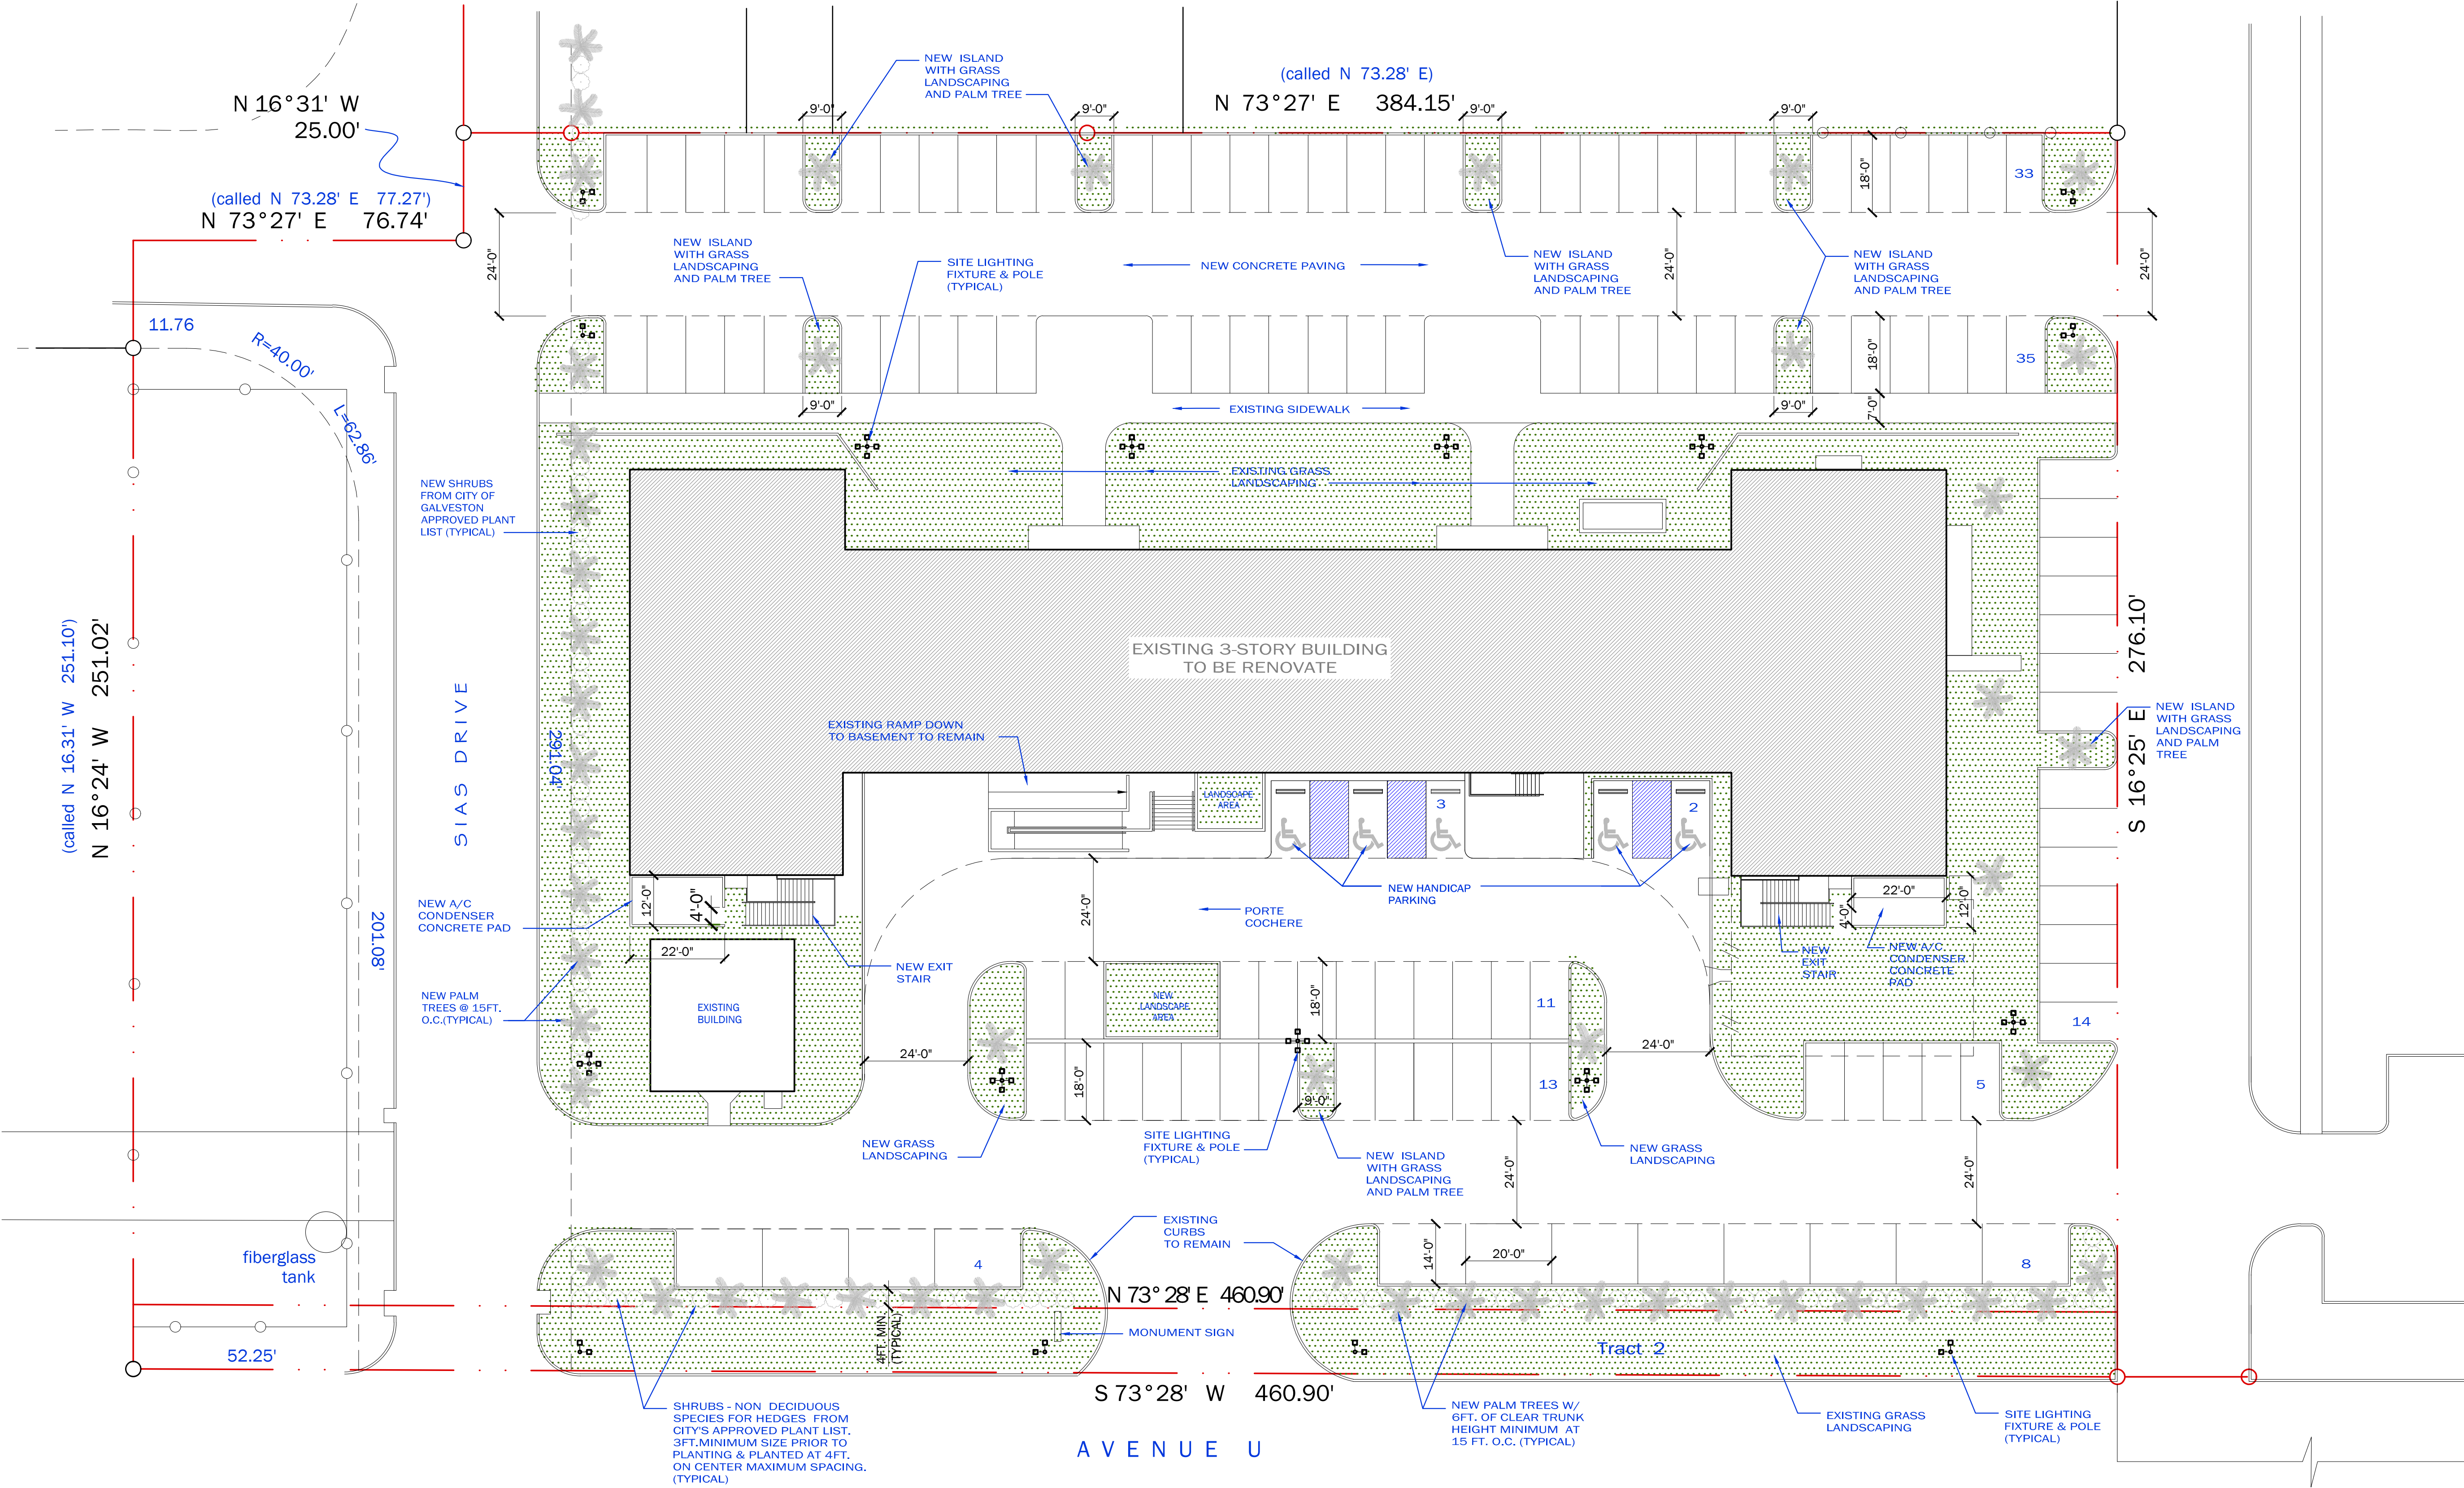 NEW ISLAND
WITH GRASS
LANDSCAPING
AND PALM TREE
(called N 73.28' E)
N 73°27' E 384.15'
N 16°31' W
25.00'
9'-0"
9'-0"
9'-0"
9'-0"
(called N 73.28' E 77.27')
N 73°27' E 76.74'
18'-0"
33
24'-0"
NEW ISLAND
WITH GRASS
LANDSCAPING
AND PALM TREE
SITE LIGHTING
FIXTURE & POLE
(TYPICAL)
NEW CONCRETE PAVING
NEW ISLAND
WITH GRASS
LANDSCAPING
AND PALM TREE
24'-0"
NEW ISLAND
WITH GRASS
LANDSCAPING
AND PALM TREE
24'-0"
11.76
R=40.00'
L=62.86'
18'-0"
35
9'-0"
EXISTING SIDEWALK
9'-0"
7'-0"
NEW SHRUBS
FROM CITY OF
GALVESTON
APPROVED PLANT
LIST (TYPICAL)
EXISTING GRASS
LANDSCAPING
(called N 16.31' W 251.10')
N 16°24' W 251.02'
SIAS DRIVE
291.04'
EXISTING 3-STORY BUILDING
TO BE RENOVATE
S 16°25' E 276.10'
NEW ISLAND
WITH GRASS
LANDSCAPING
AND PALM
TREE
EXISTING RAMP DOWN
TO BASEMENT TO REMAIN
LANDSCAPE
AREA
3
2
NEW HANDICAP
PARKING
NEW A/C
CONDENSER
CONCRETE PAD
12'-0"
4'-0"
22'-0"
24'-0"
PORTE
COCHERE
22'-0"
4'-0"
12'-0"
201.08'
NEW EXIT
STAIR
NEW
EXIT
STAIR
NEW A/C
CONDENSER
CONCRETE
PAD
NEW PALM
TREES @ 15FT.
O.C.(TYPICAL)
EXISTING
BUILDING
NEW
LANDSCAPE
AREA
18'-0"
11
14
24'-0"
24'-0"
18'-0"
9'-0"
13
5
NEW GRASS
LANDSCAPING
SITE LIGHTING
FIXTURE & POLE
(TYPICAL)
NEW ISLAND
WITH GRASS
LANDSCAPING
AND PALM TREE
24'-0"
NEW GRASS
LANDSCAPING
24'-0"
EXISTING
CURBS
TO REMAIN
fiberglass
tank
4
14'-0"
20'-0"
8
N 73°28' E 460.90'
4FT. MIN.
(TYPICAL)
MONUMENT SIGN
Tract 2
52.25'
S 73°28' W 460.90'
SHRUBS - NON DECIDUOUS
SPECIES FOR HEDGES FROM
CITY'S APPROVED PLANT LIST.
3FT.MINIMUM SIZE PRIOR TO
PLANTING & PLANTED AT 4FT.
ON CENTER MAXIMUM SPACING.
(TYPICAL)
AVENUE U
NEW PALM TREES W/
6FT. OF CLEAR TRUNK
HEIGHT MINIMUM AT
15 FT. O.C. (TYPICAL)
EXISTING GRASS
LANDSCAPING
SITE LIGHTING
FIXTURE & POLE
(TYPICAL)